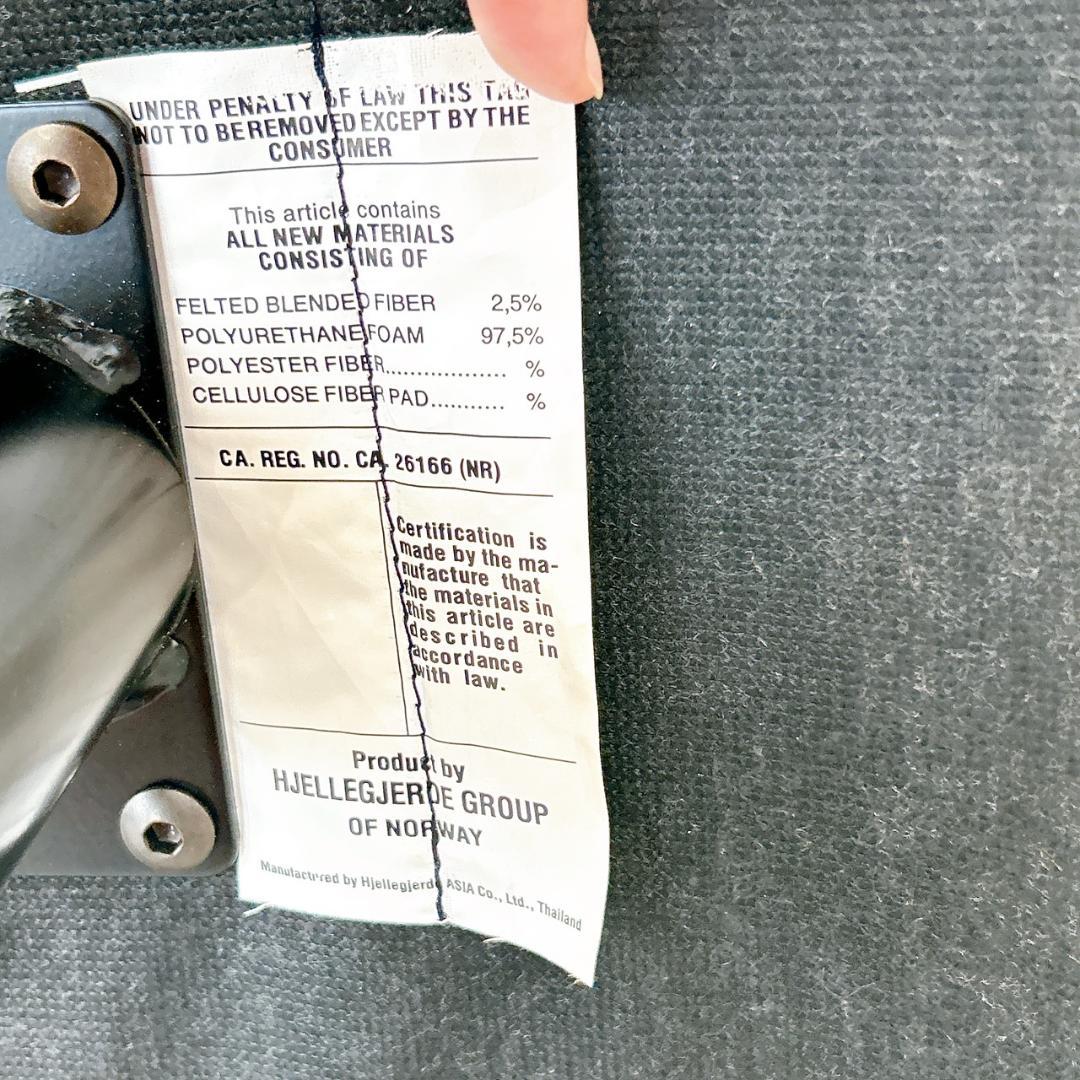 UNDER PENALTY OF LAW THIS TAG
NOT TO BE REMOVED EXCEPT BY THE
CONSUMER
This article contains
ALL NEW MATERIALS
CONSISTING OF
FELTED BLENDED FIBER 2,5%
POLYURETHANE FOAM 97,5%
POLYESTER FIBER.................. %
CELLULOSE FIBER PAD........... %
CA. REG. NO. CA. 26166 (NR)
Certification is
made by the ma-
nufacture that
the materials in
this article are
described in
accordance
with law.
Product by
HJELLEGJERDE GROUP
OF NORWAY
Manufactured by Hjellegjerde ASIA Co., Ltd., Thailand